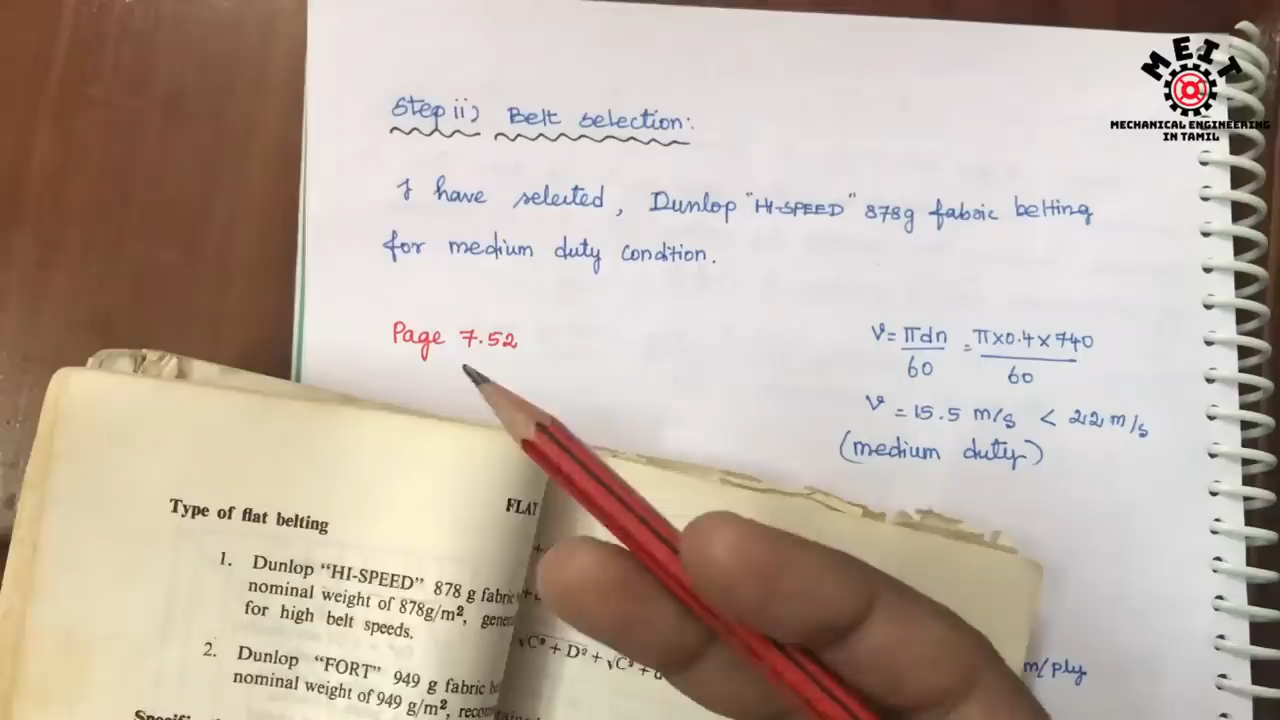 MEIT
MECHANICAL ENGINEERING
IN TAMIL
Step ii) Belt selection:
I have selected, Dunlop "HI-SPEED" 878g fabric belting
for medium duty condition.
Page 7.52
V = πdn/60 = π×0.4×740/60
V = 15.5 m/s < 22 m/s
(medium duty)
m/ply
Type of flat belting
FLAT
1. Dunlop "HI-SPEED" 878 g fabric
nominal weight of 878g/m², gener
for high belt speeds.
2. Dunlop "FORT" 949 g fabric
nominal weight of 949 g/m², recom